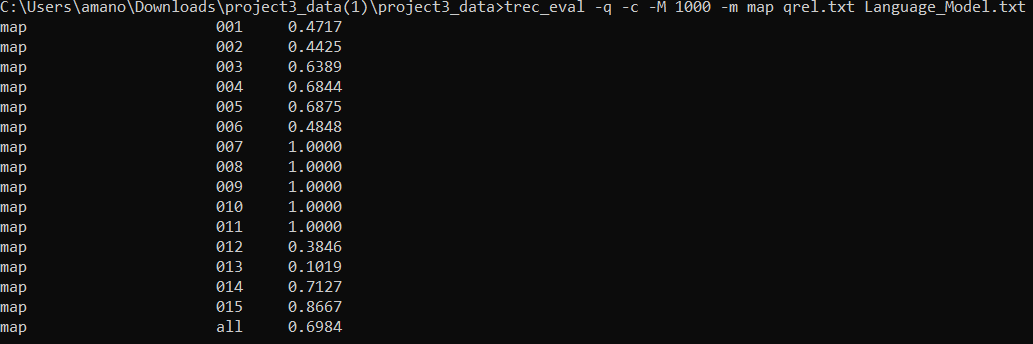 C:\Users\amano\Downloads\project3_data(1)\project3_data>trec_eval -q -c -M 1000 -m map qrel.txt Language_Model.txt
map 001 0.4717
map 002 0.4425
map 003 0.6389
map 004 0.6844
map 005 0.6875
map 006 0.4848
map 007 1.0000
map 008 1.0000
map 009 1.0000
map 010 1.0000
map 011 1.0000
map 012 0.3846
map 013 0.1019
map 014 0.7127
map 015 0.8667
map all 0.6984